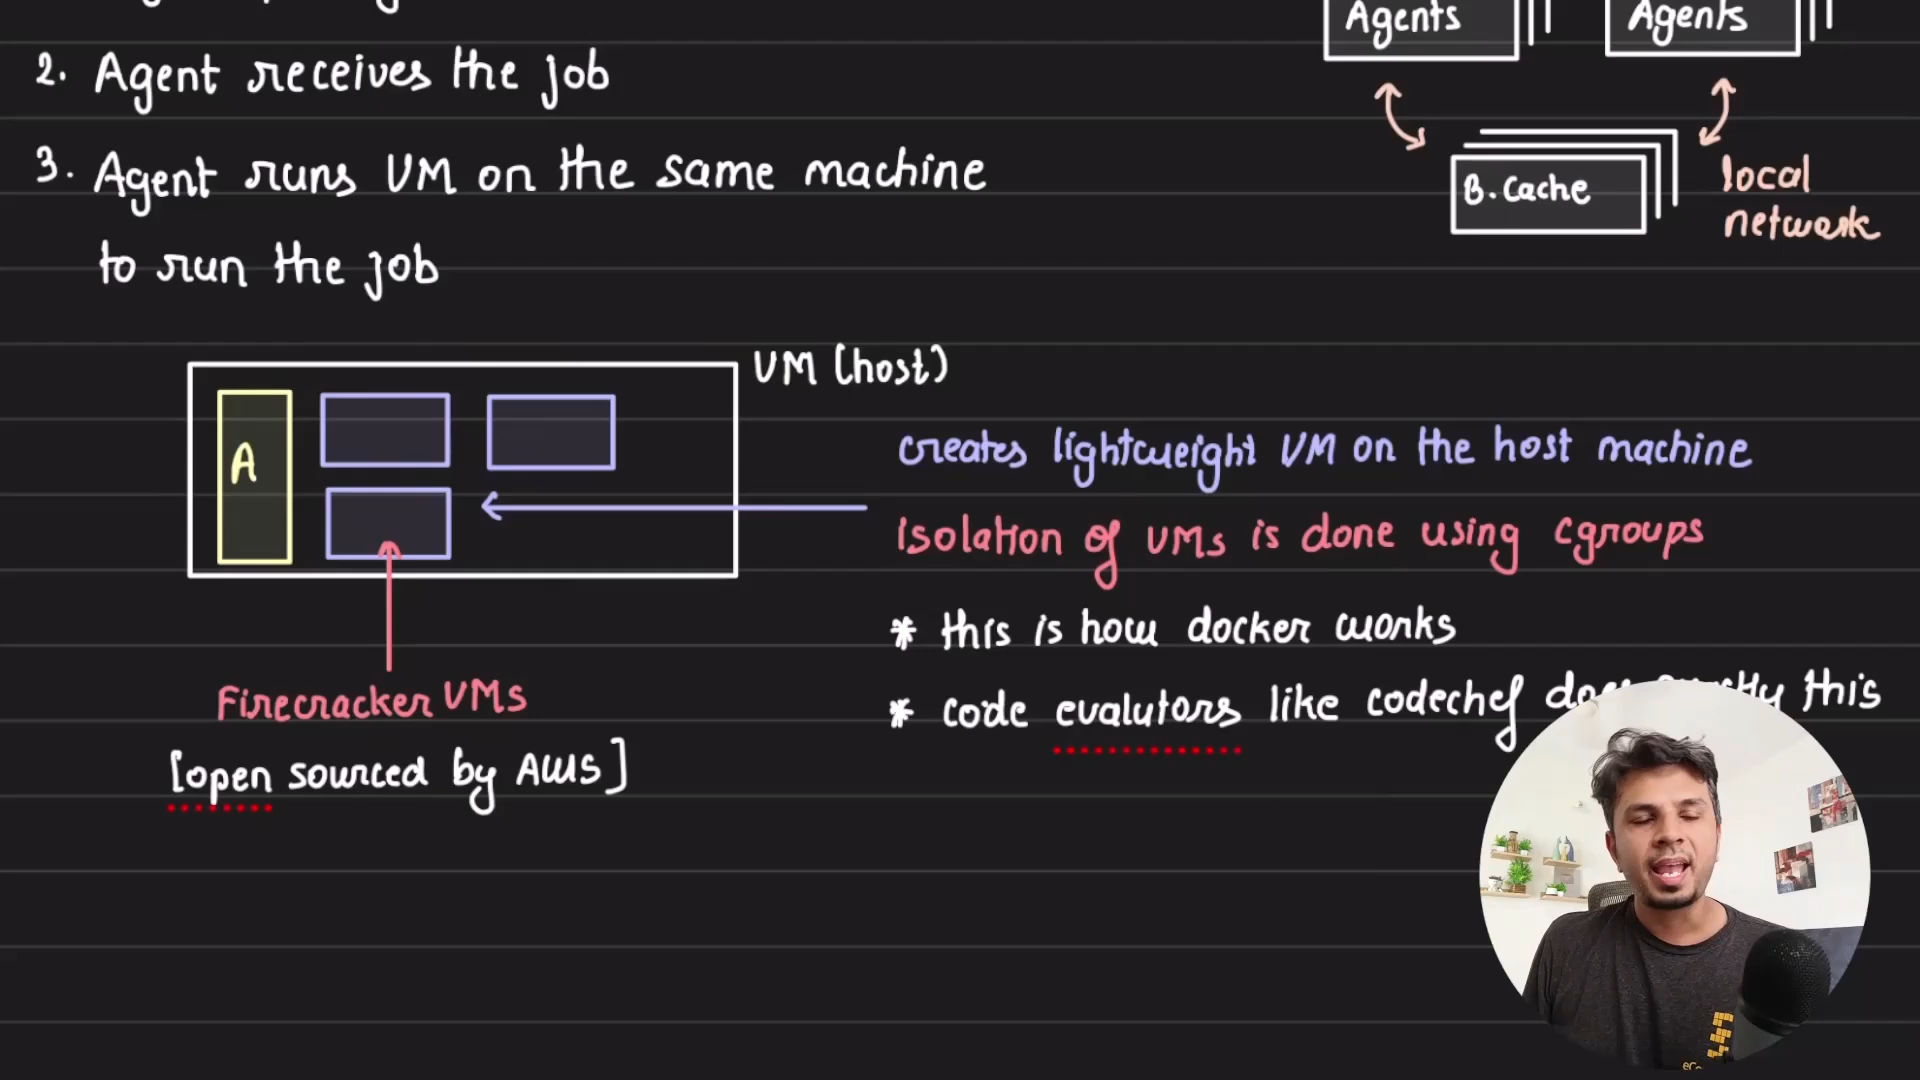 Agents
Agents
2. Agent receives the job
3. Agent runs VM on the same machine
to run the job
B. Cache
local
network
VM (host)
A
creates lightweight VM on the host machine
Isolation of VMs is done using cgroups
* this is how docker works
* code evalutors like codechef does exactly this
Firecracker VMs
[open sourced by AWS]